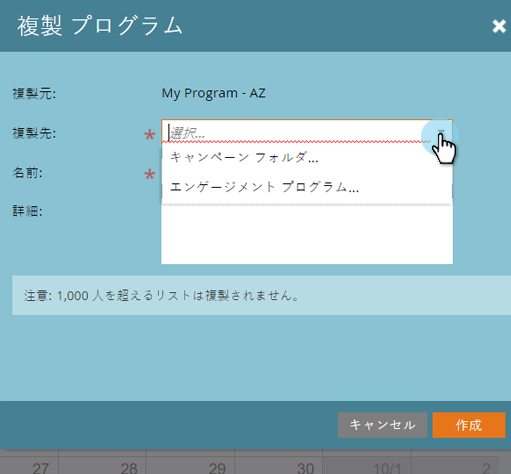 複製 プログラム
複製元: My Program - AZ
複製先: * 選択...
キャンペーン フォルダ...
名前: *
エンゲージメント プログラム...
詳細:
注意: 1,000 人を超えるリストは複製されません。
キャンセル 作成
27 28 29 30 10/1 2